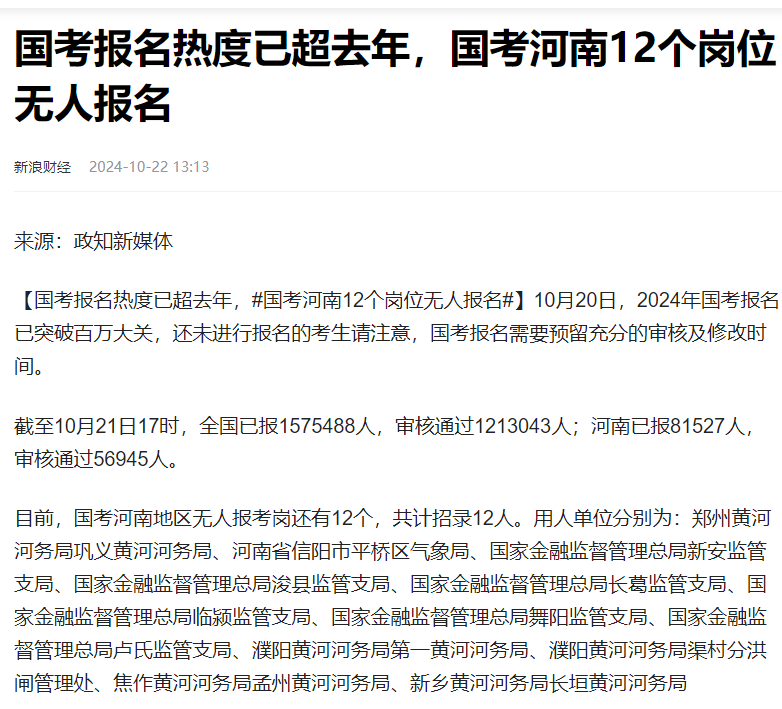 国考报名热度已超去年，国考河南12个岗位
无人报名
新浪财经 2024-10-22 13:13
来源：政知新媒体
【国考报名热度已超去年，#国考河南12个岗位无人报名#】10月20日，2024年国考报名
已突破百万大关，还未进行报名的考生请注意，国考报名需要预留充分的审核及修改时
间。
截至10月21日17时，全国已报1575488人，审核通过1213043人；河南已报81527人，
审核通过56945人。
目前，国考河南地区无人报考岗还有12个，共计招录12人。用人单位分别为：郑州黄河
河务局巩义黄河河务局、河南省信阳市平桥区气象局、国家金融监督管理总局新安监管
支局、国家金融监督管理总局浚县监管支局、国家金融监督管理总局长葛监管支局、国
家金融监督管理总局临颍监管支局、国家金融监督管理总局舞阳监管支局、国家金融监
督管理总局卢氏监管支局、濮阳黄河河务局第一黄河河务局、濮阳黄河河务局渠村分洪
闸管理处、焦作黄河河务局孟州黄河河务局、新乡黄河河务局长垣黄河河务局